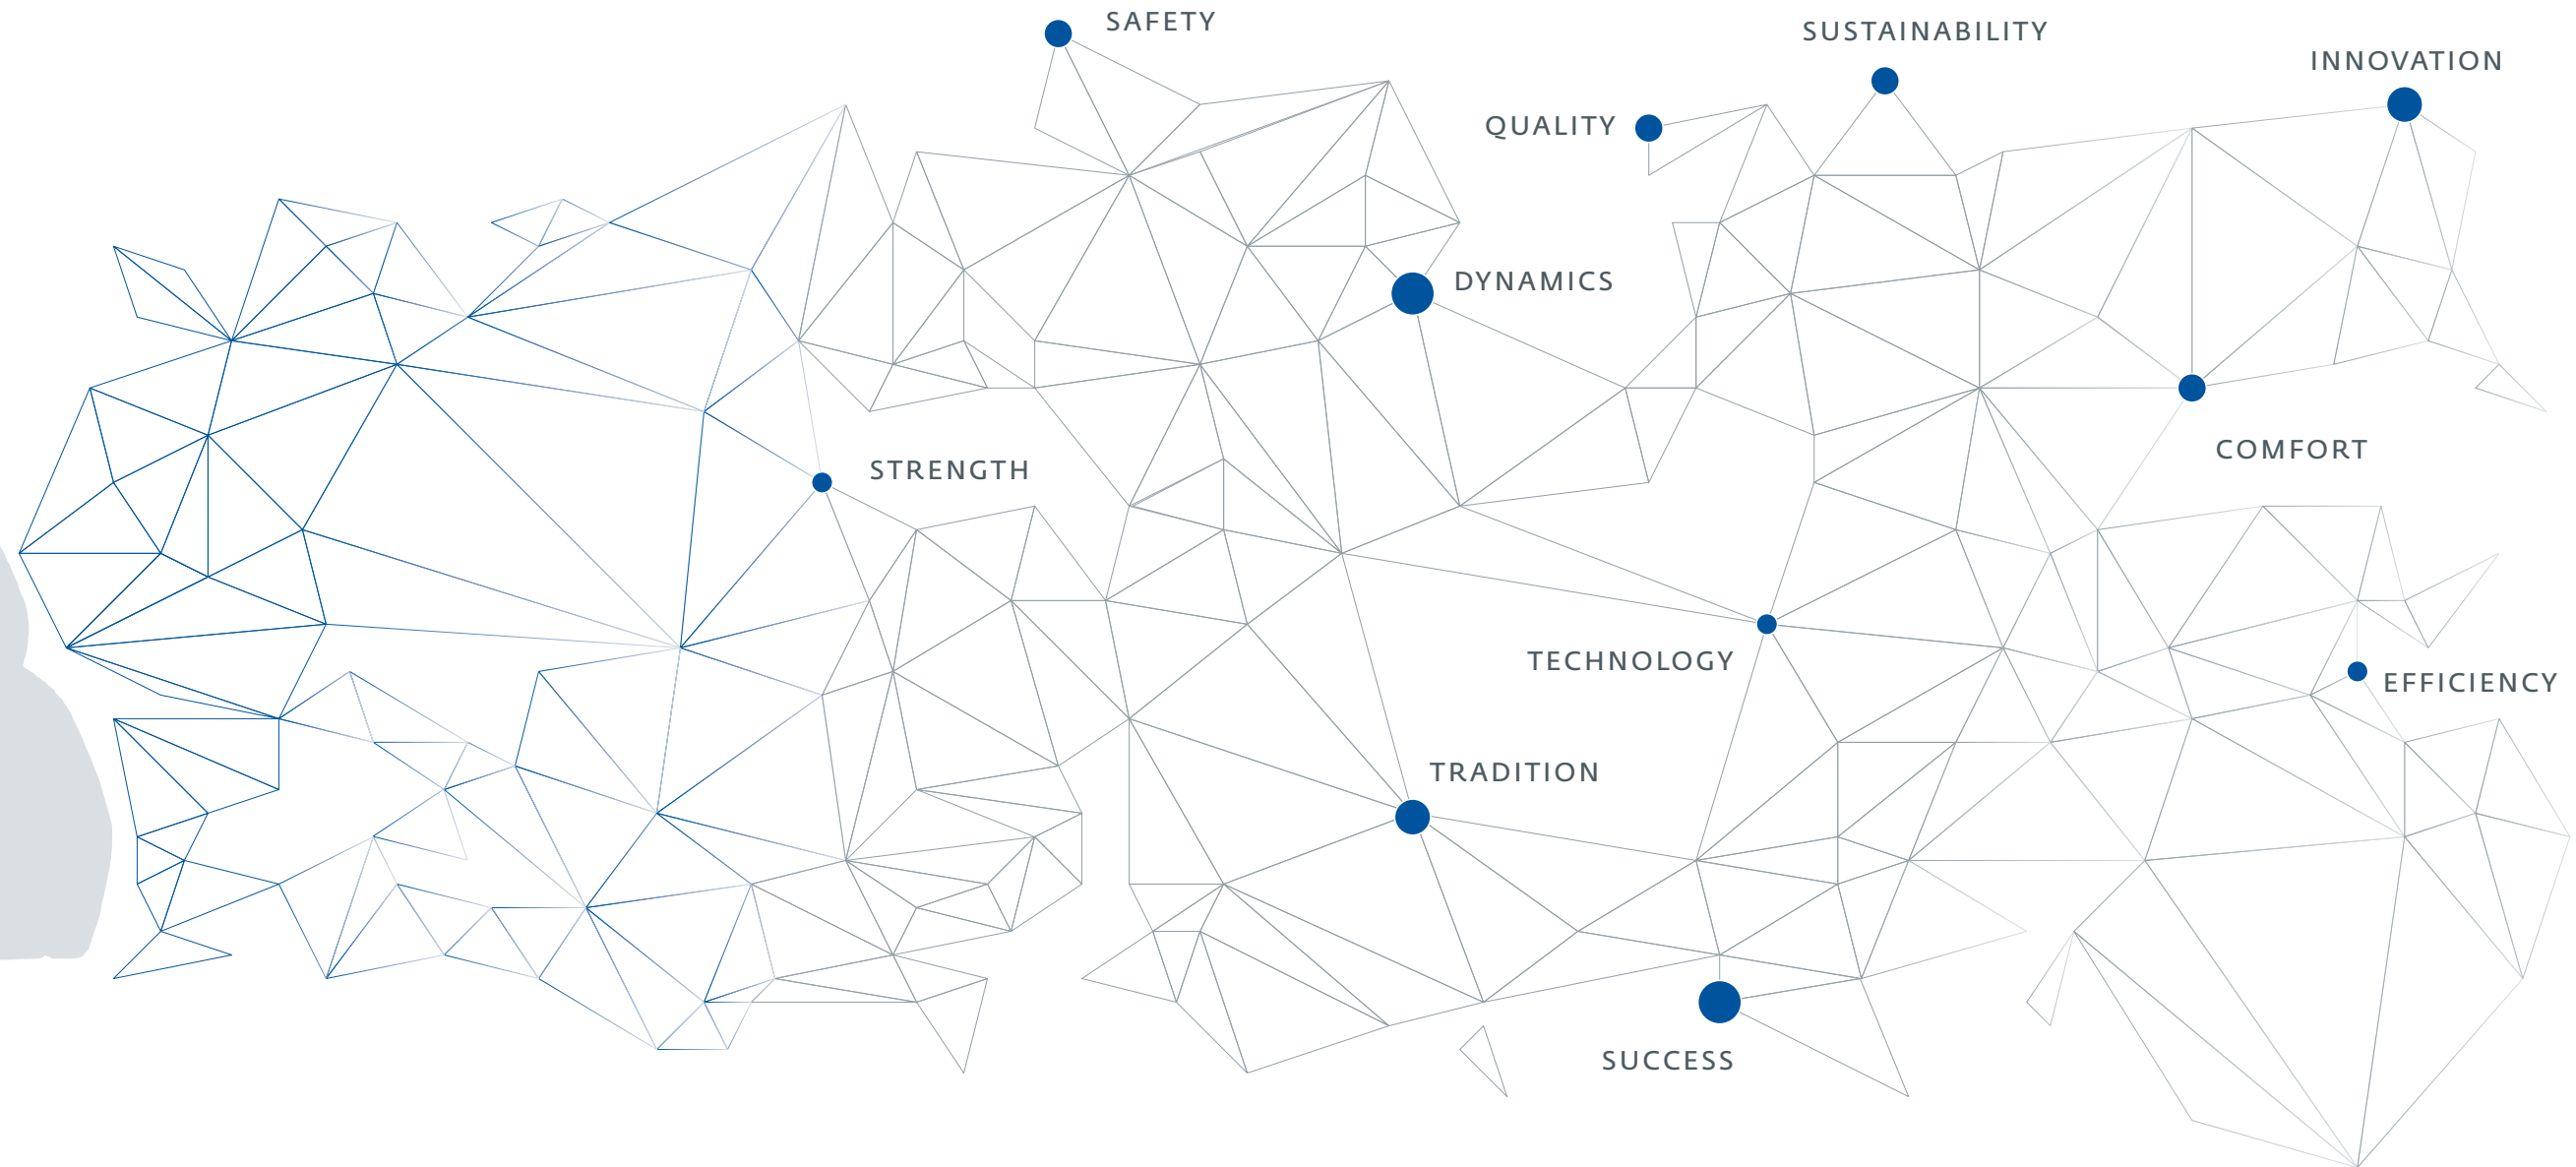 SAFETY
SUSTAINABILITY
INNOVATION
QUALITY
DYNAMICS
COMFORT
STRENGTH
TECHNOLOGY
EFFICIENCY
TRADITION
SUCCESS